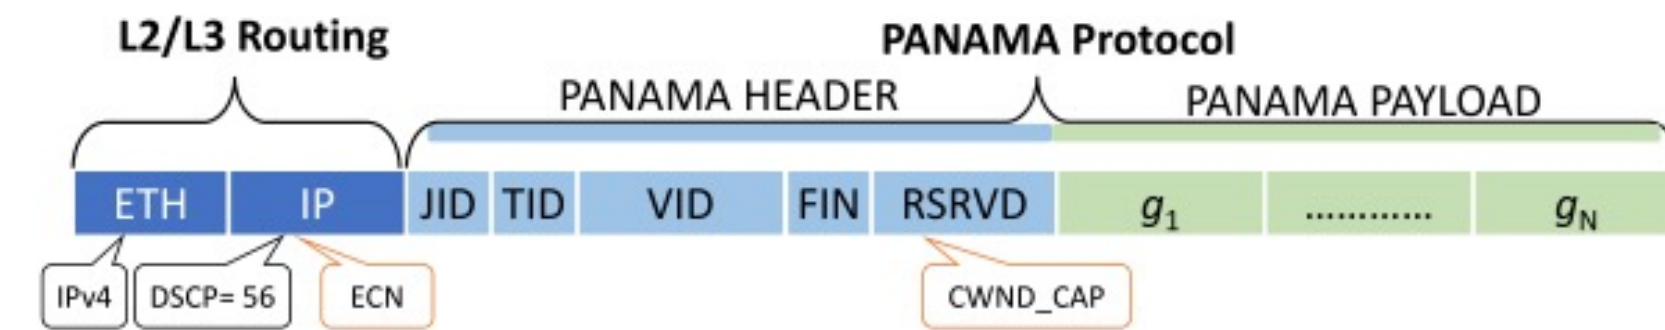 L2/L3 Routing PANAMA Protocol
PANAMA HEADER PANAMA PAYLOAD
ETH IP JID TID VID FIN RSRVD g1 ............ gN
IPv4 DSCP= 56 ECN CWND_CAP